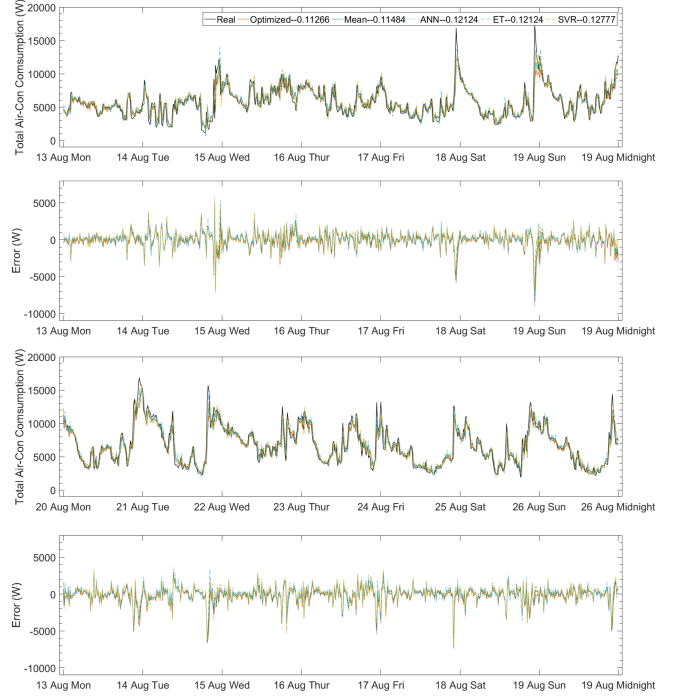 20000
Real Optimized--0.11266 Mean--0.11484 ANN--0.12124 ET--0.12124 SVR--0.12777
15000
10000
5000
0
Total Air-Con Comsumption (W)
13 Aug Mon 14 Aug Tue 15 Aug Wed 16 Aug Thur 17 Aug Fri 18 Aug Sat 19 Aug Sun 19 Aug Midnight
5000
0
-5000
-10000
Error (W)
13 Aug Mon 14 Aug Tue 15 Aug Wed 16 Aug Thur 17 Aug Fri 18 Aug Sat 19 Aug Sun 19 Aug Midnight
20000
15000
10000
5000
0
Total Air-Con Comsumption (W)
20 Aug Mon 21 Aug Tue 22 Aug Wed 23 Aug Thur 24 Aug Fri 25 Aug Sat 26 Aug Sun 26 Aug Midnight
5000
0
-5000
-10000
Error (W)
13 Aug Mon 14 Aug Tue 15 Aug Wed 16 Aug Thur 17 Aug Fri 18 Aug Sat 19 Aug Sun 19 Aug Midnight